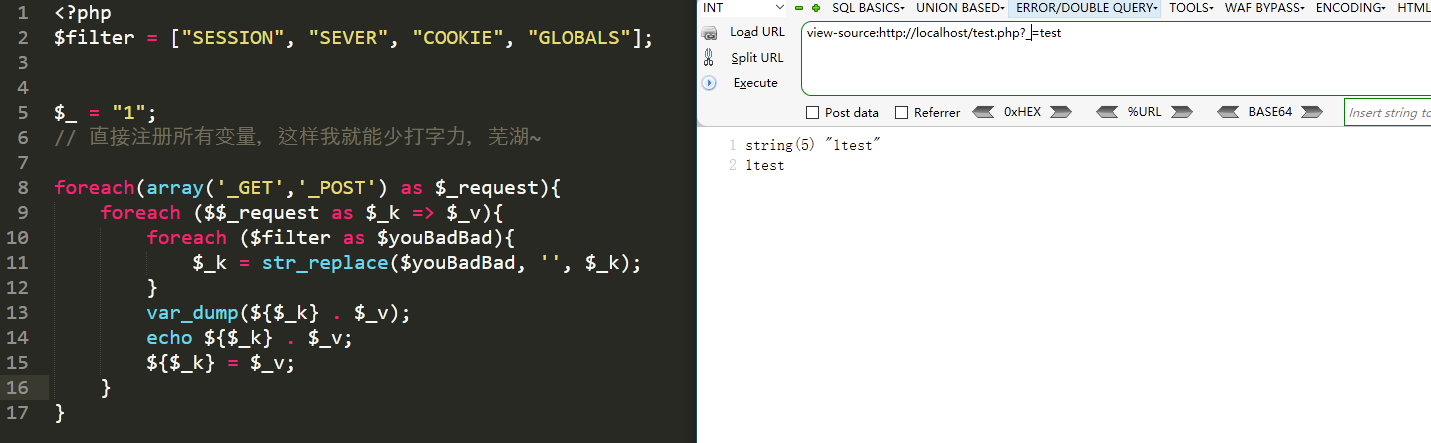 1 <?php
2 $filter = ["SESSION", "SEVER", "COOKIE", "GLOBALS"];
3
4
5 $_ = "1";
6 // 直接注册所有变量，这样我就能少打字力，芜湖~
7
8 foreach(array('_GET','_POST') as $_request){
9 foreach ($$_request as $_k => $_v){
10 foreach ($filter as $youBadBad){
11 $_k = str_replace($youBadBad, '', $_k);
12 }
13 var_dump(${$_k} . $_v);
14 echo ${$_k} . $_v;
15 ${$_k} = $_v;
16 }
17 }
INT SQL BASICS UNION BASED ERROR/DOUBLE QUERY TOOLS WAF BYPASS ENCODING HTML
Load URL
Split URL
Execute
view-source:http://localhost/test.php?_=test
Post data Referrer 0xHEX %URL BASE64 Insert string to
1 string(5) "1test"
2 1test